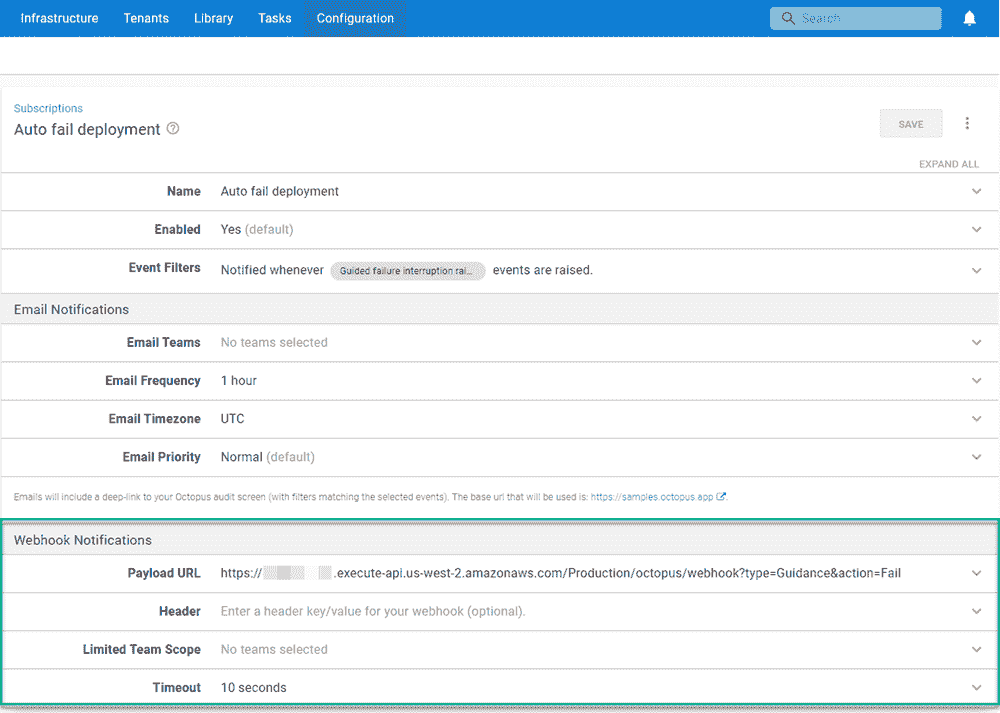 Infrastructure Tenants Library Tasks Configuration Search
Subscriptions
Auto fail deployment
SAVE
EXPAND ALL
Name Auto fail deployment
Enabled Yes (default)
Event Filters Notified whenever Guided failure interruption rai... events are raised.
Email Notifications
Email Teams No teams selected
Email Frequency 1 hour
Email Timezone UTC
Email Priority Normal (default)
Emails will include a deep-link to your Octopus audit screen (with filters matching the selected events). The base url that will be used is: https://samples.octopus.app.
Webhook Notifications
Payload URL https:// .execute-api.us-west-2.amazonaws.com/Production/octopus/webhook?type=Guidance&action=Fail
Header Enter a header key/value for your webhook (optional).
Limited Team Scope No teams selected
Timeout 10 seconds